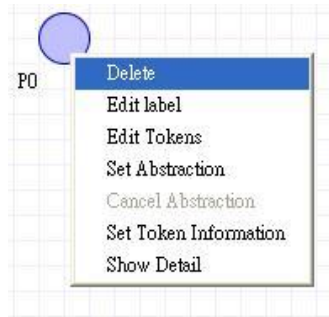 P0
Delete
Edit label
Edit Tokens
Set Abstraction
Cancel Abstraction
Set Token Information
Show Detail